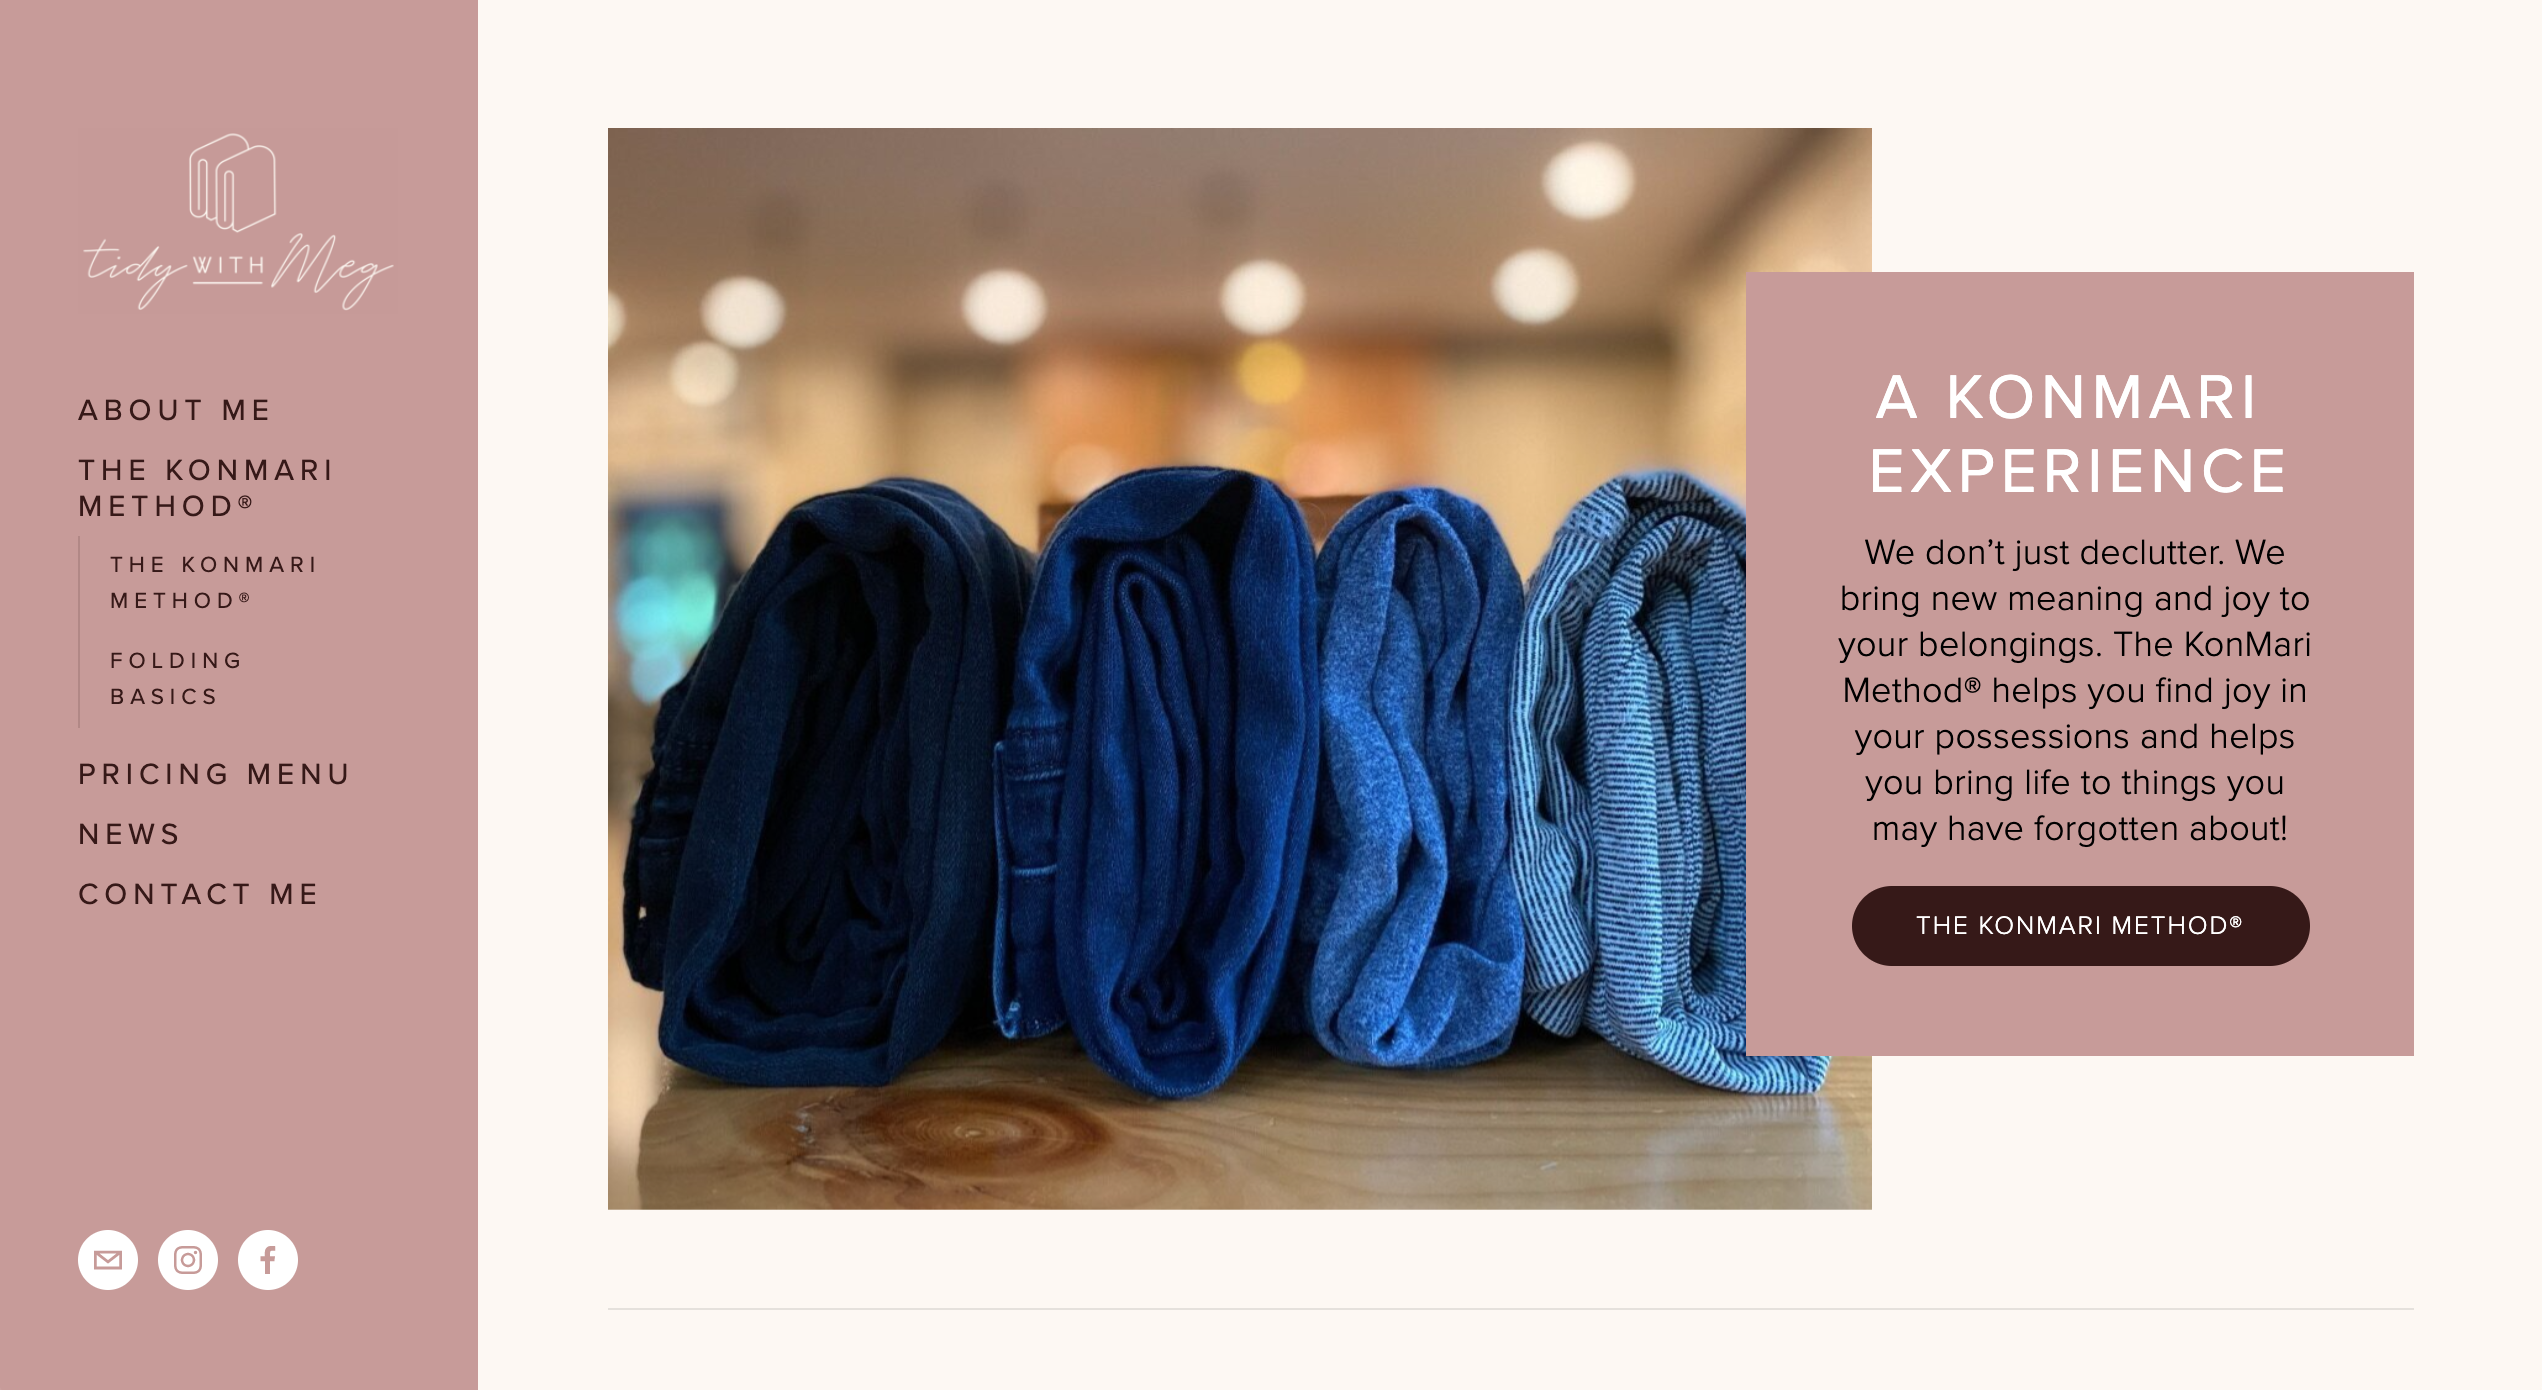 tidy WITH Meg
ABOUT ME
THE KONMARI
METHOD®
THE KONMARI
METHOD®
FOLDING
BASICS
PRICING MENU
NEWS
CONTACT ME
A KONMARI
EXPERIENCE
We don’t just declutter. We
bring new meaning and joy to
your belongings. The KonMari
Method® helps you find joy in
your possessions and helps
you bring life to things you
may have forgotten about!
THE KONMARI METHOD®